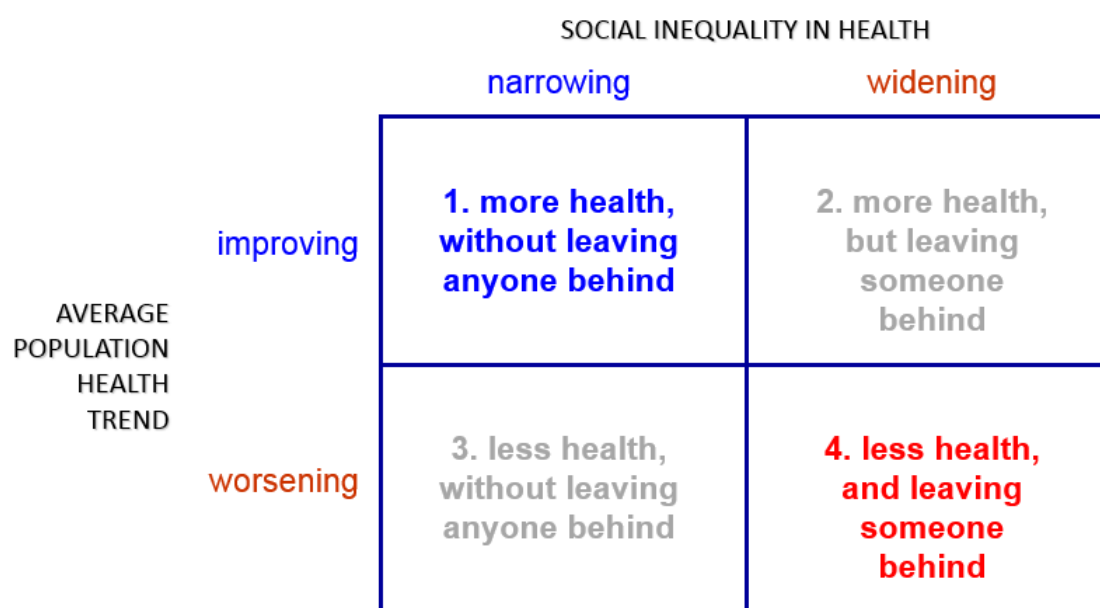 SOCIAL INEQUALITY IN HEALTH
narrowing
widening
improving
1. more health,
without leaving
anyone behind
2. more health,
but leaving
someone
behind
AVERAGE
POPULATION
HEALTH
TREND
worsening
3. less health,
without leaving
anyone behind
4. less health,
and leaving
someone
behind